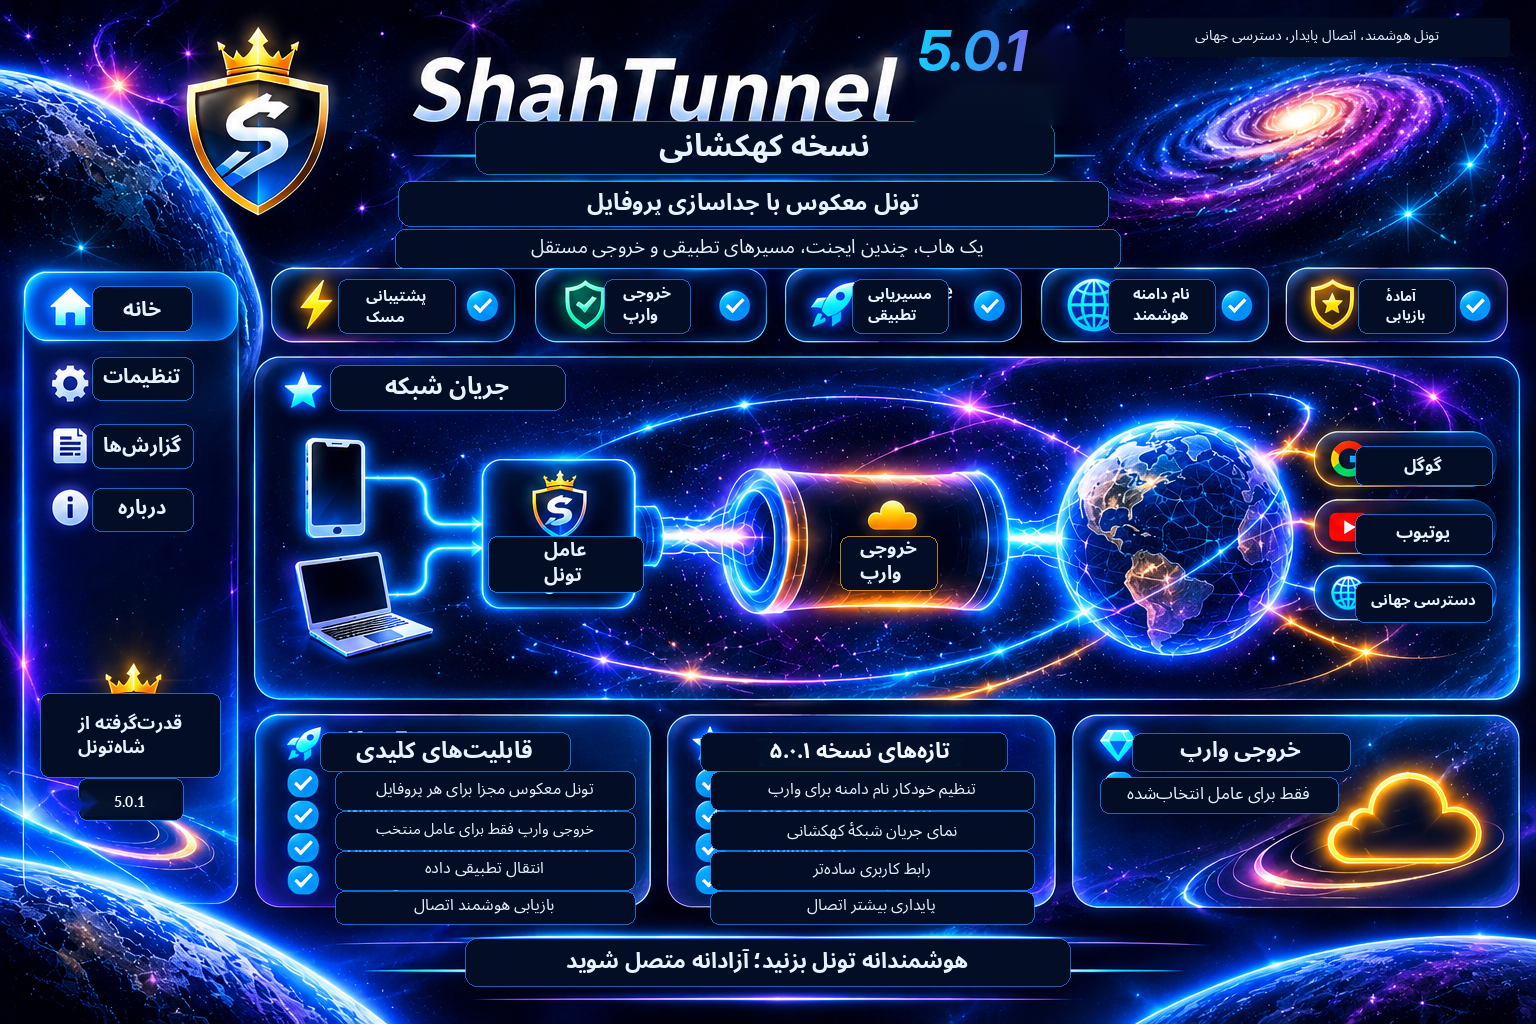 تونل هوشمند، اتصال پایدار، دسترسی جهانی
ShahTunnel 5.0.1
نسخه کهکشانی
تونل معکوس با جداسازی پروفایل
یک هاب، چندین ایجنت، مسیرهای تطبیقی و خروجی مستقل
خانه
تنظیمات
گزارش‌ها
درباره
قدرت‌گرفته از
شاه‌تونل
5.0.1
پشتیبانی
مسک
خروجی
وارپ
مسیریابی
تطبیقی
نام دامنه
هوشمند
آمادهٔ
بازیابی
جریان شبکه
عامل
تونل
خروجی
وارپ
گوگل
یوتیوب
دسترسی جهانی
قابلیت‌های کلیدی
تونل معکوس مجزا برای هر پروفایل
خروجی وارپ فقط برای عامل منتخب
انتقال تطبیقی داده
بازیابی هوشمند اتصال
تازه‌های نسخه ۵.۰.۱
تنظیم خودکار نام دامنه برای وارپ
نمای جریان شبکهٔ کهکشانی
رابط کاربری ساده‌تر
پایداری بیشتر اتصال
خروجی وارپ
فقط برای عامل انتخاب‌شده
هوشمندانه تونل بزنید؛ آزادانه متصل شوید